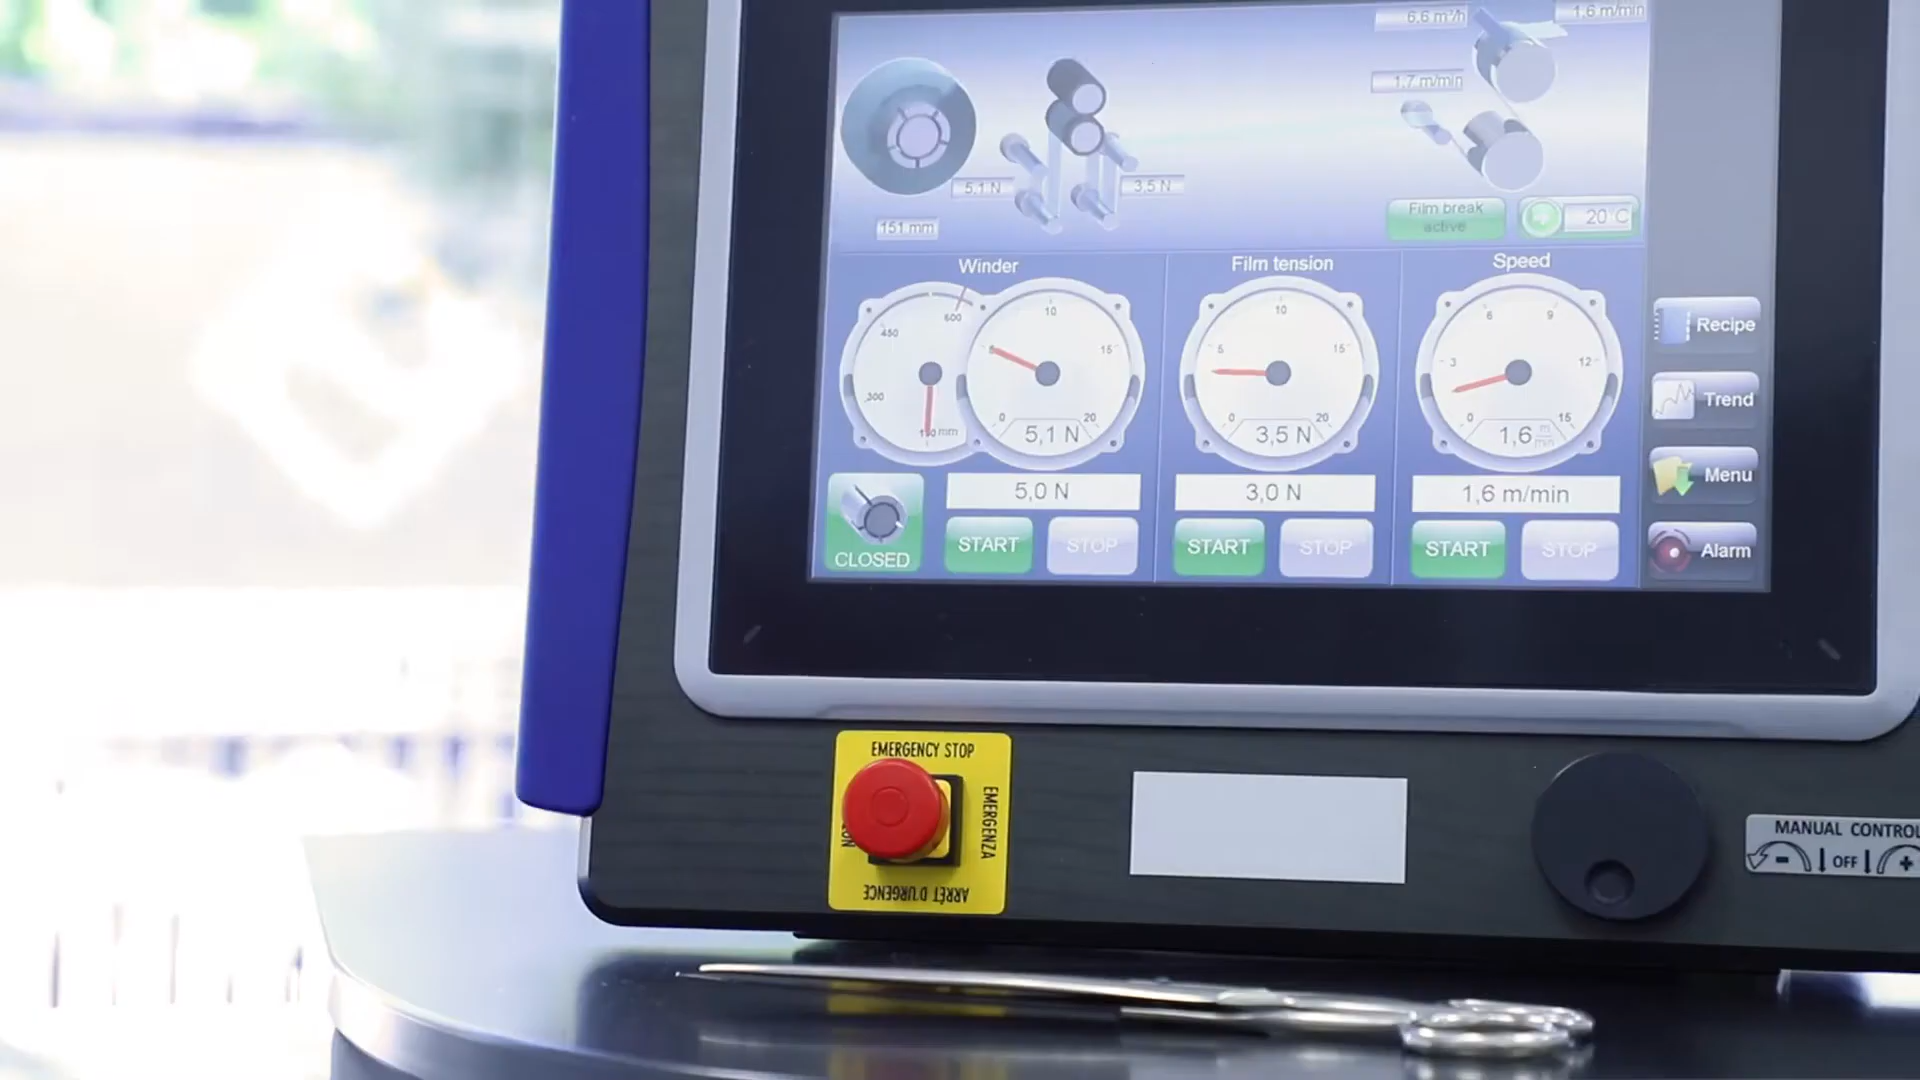 6,6 m/h
1,6 m/min
1,7 m/min
5,1 N
3,5 N
151 mm
Film break
active
20 C
Winder
Film tension
Speed
600
450
300
mm
10
5
15
0
20
5,1 N
10
5
15
0
20
3,5 N
6
9
3
12
0
15
1,6 m/min
Recipe
Trend
Menu
Alarm
5,0 N
3,0 N
1,6 m/min
CLOSED
START
STOP
START
STOP
START
STOP
EMERGENCY STOP
EMERGENZA
ARRÊT D'URGENCE
MANUAL CONTROL
- OFF +